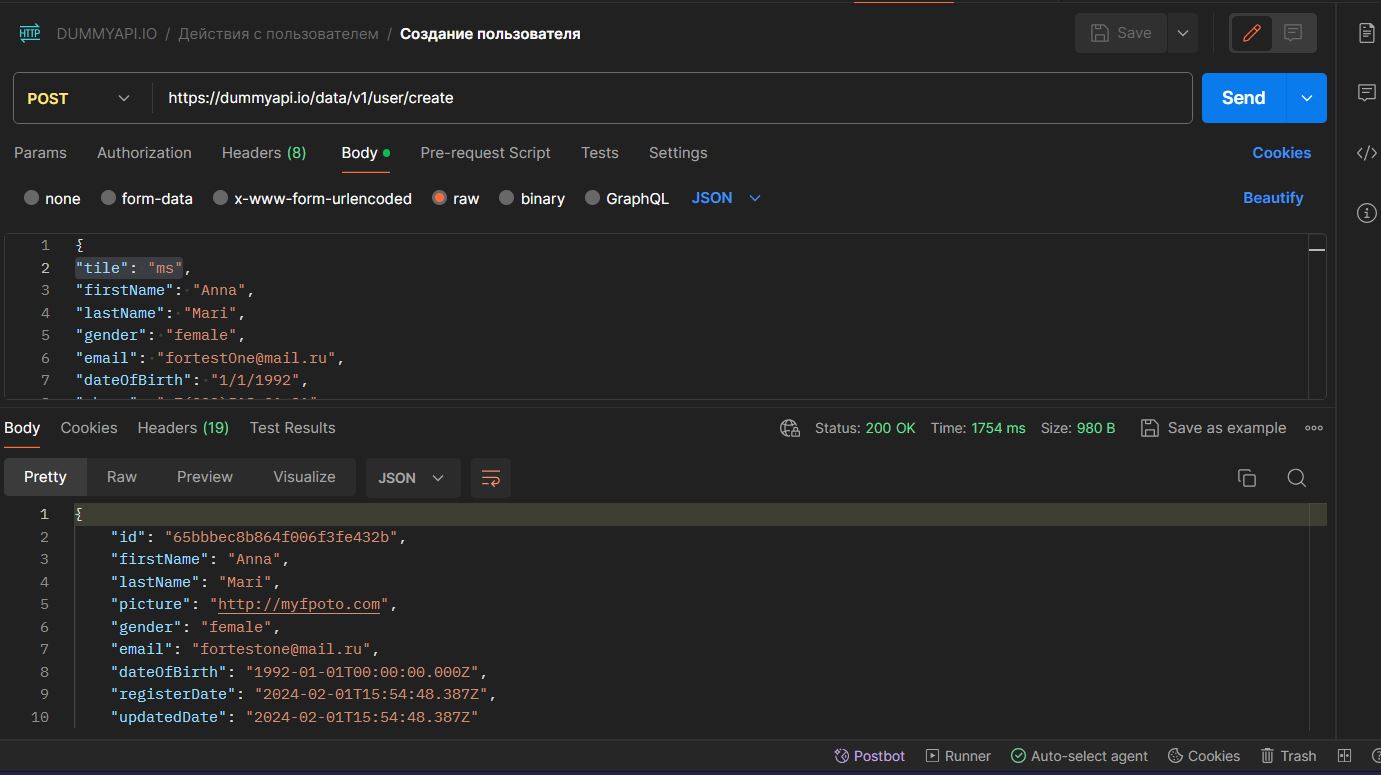 HTTP DUMMYAPI.IO / Действия с пользователем / Создание пользователя Save
POST https://dummyapi.io/data/v1/user/create Send
Params Authorization Headers (8) Body Pre-request Script Tests Settings Cookies
none form-data x-www-form-urlencoded raw binary GraphQL JSON Beautify
1 {
2 "tile": "ms",
3 "firstName": "Anna",
4 "lastName": "Mari",
5 "gender": "female",
6 "email": "fortestOne@mail.ru",
7 "dateOfBirth": "1/1/1992",
Body Cookies Headers (19) Test Results Status: 200 OK Time: 1754 ms Size: 980 B Save as example
Pretty Raw Preview Visualize JSON
1 {
2 "id": "65bbbec8b864f006f3fe432b",
3 "firstName": "Anna",
4 "lastName": "Mari",
5 "picture": "http://myfpoto.com",
6 "gender": "female",
7 "email": "fortestone@mail.ru",
8 "dateOfBirth": "1992-01-01T00:00:00.000Z",
9 "registerDate": "2024-02-01T15:54:48.387Z",
10 "updatedDate": "2024-02-01T15:54:48.387Z"
Postbot Runner Auto-select agent Cookies Trash